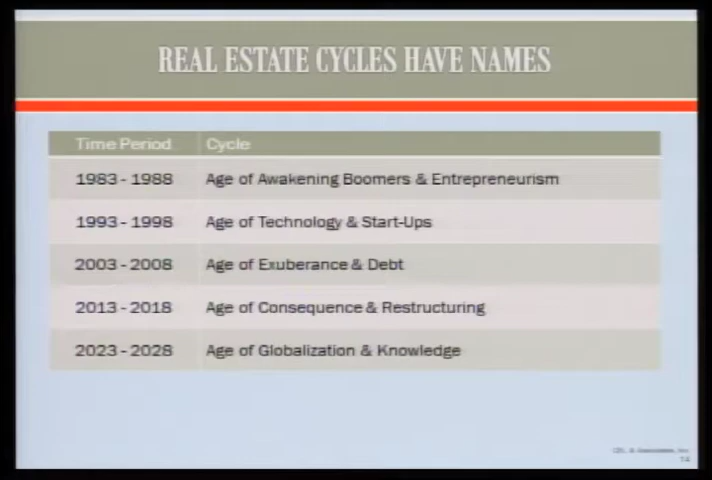 REAL ESTATE CYCLES HAVE NAMES
Time Period Cycle
1983 - 1988 Age of Awakening Boomers & Entrepreneurism
1993 - 1998 Age of Technology & Start-Ups
2003 - 2008 Age of Exuberance & Debt
2013 - 2018 Age of Consequence & Restructuring
2023 - 2028 Age of Globalization & Knowledge